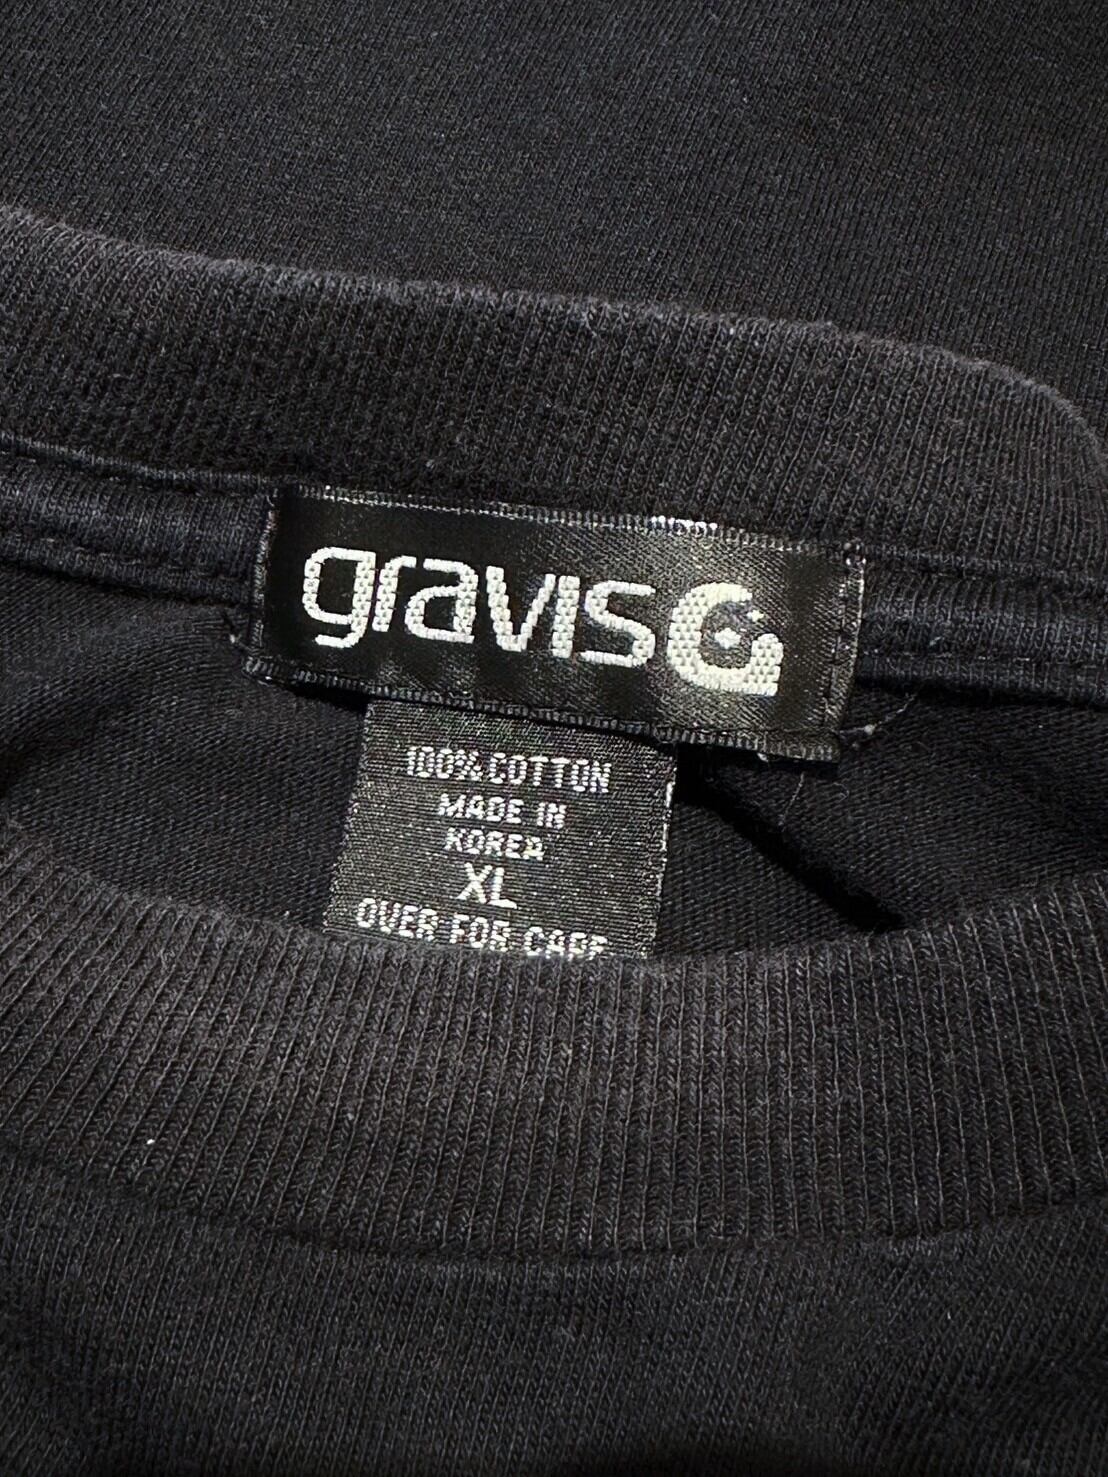 gravis
100% COTTON
MADE IN
KOREA
XL
OVER FOR CARE